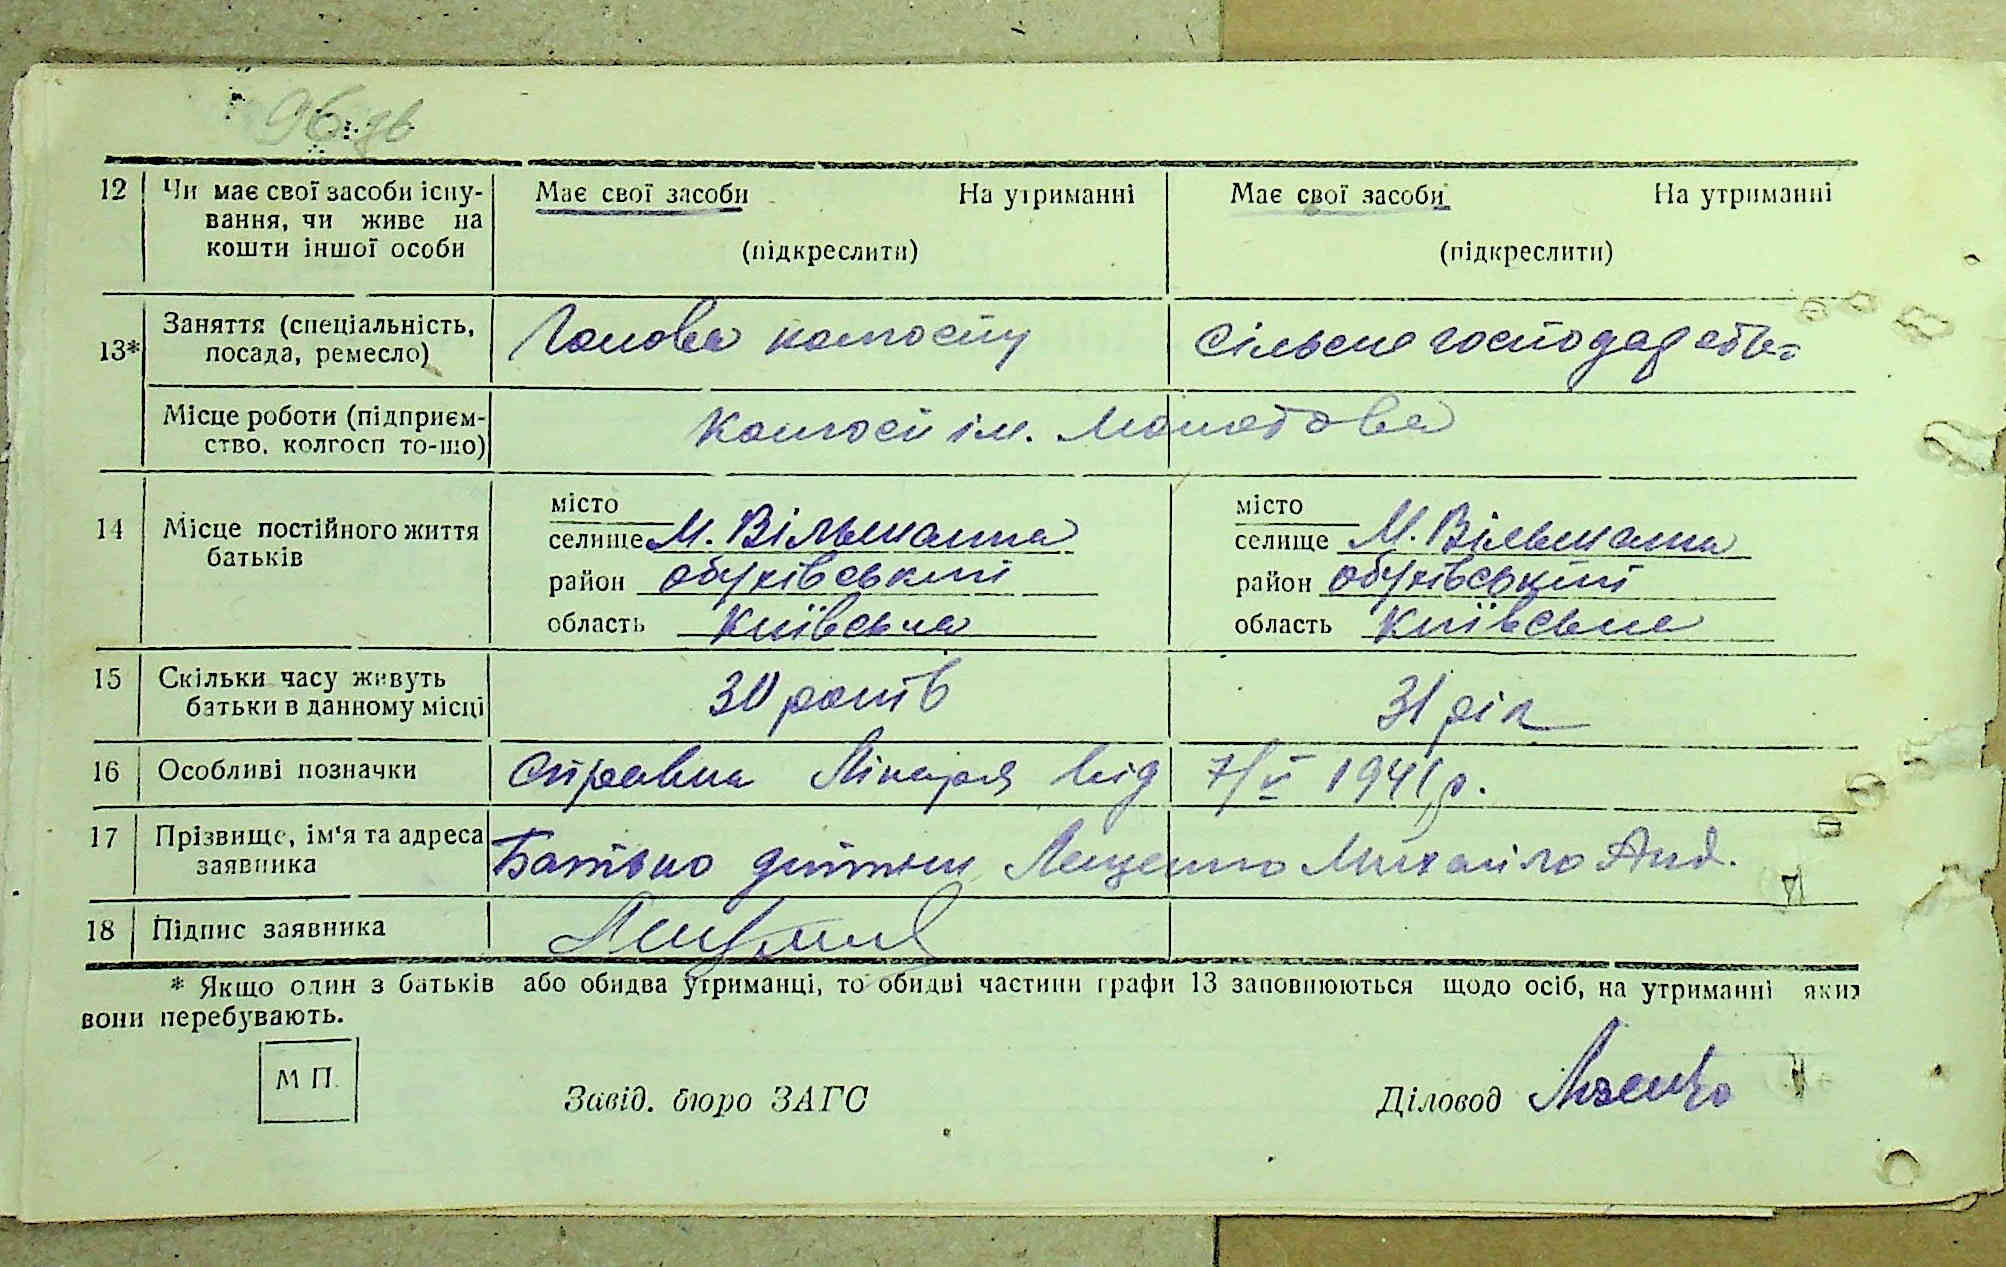 96 зв
12 Чи має свої засоби існу- Має свої засоби На утриманні Має свої засоби На утриманні
вання, чи живе на
кошти іншої особи (підкреслити) (підкреслити)
13* Заняття (спеціальність, Голова колгоспу Сільське господарство
посада, ремесло)
Місце роботи (підприєм- Колгосп ім. Молотова
ство, колгосп то-що)
14 Місце постійного життя місто місто
батьків селище М. Вільшанка селище М. Вільшанка
район Обухівський район Обухівський
область Київська область Київська
15 Скільки часу живуть 30 років 31 рік
батьки в данному місці
16 Особливі позначки Справка Лікаря від 7/V 1941 р.
17 Прізвище, ім'я та адреса Батько дитини Лещенко Михайло Анд.
заявника
18 Підпис заявника
* Якщо один з батьків або обидва утриманці, то обидві частини графи 13 заповнюються щодо осіб, на утриманні яких
вони перебувають.
М П.
Завід. бюро ЗАГС Діловод